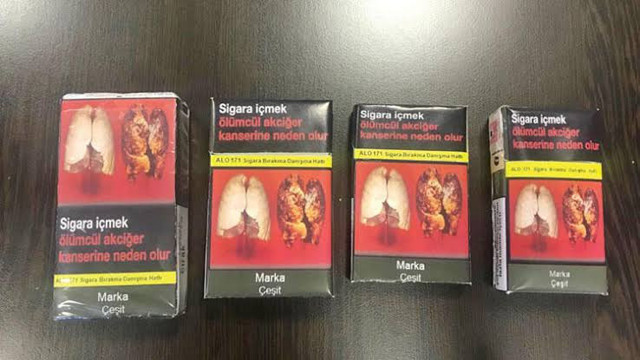 Sigara içmek
ölümcül akciğer
kanserine neden olur
ALO 171 Sigara Bırakma Danışma Hattı
Marka
Çeşit
Sigara içmek
ölümcül akciğer
kanserine neden olur
ALO 171 Sigara Bırakma Danışma Hattı
Marka
Çeşit
Sigara içmek
ölümcül akciğer
kanserine neden olur
ALO 171 Sigara Bırakma Danışma Hattı
Marka
Çeşit
Sigara içmek
ölümcül akciğer
kanserine neden olur
ALO 171 Sigara Bırakma Danışma Hattı
Marka
Çeşit